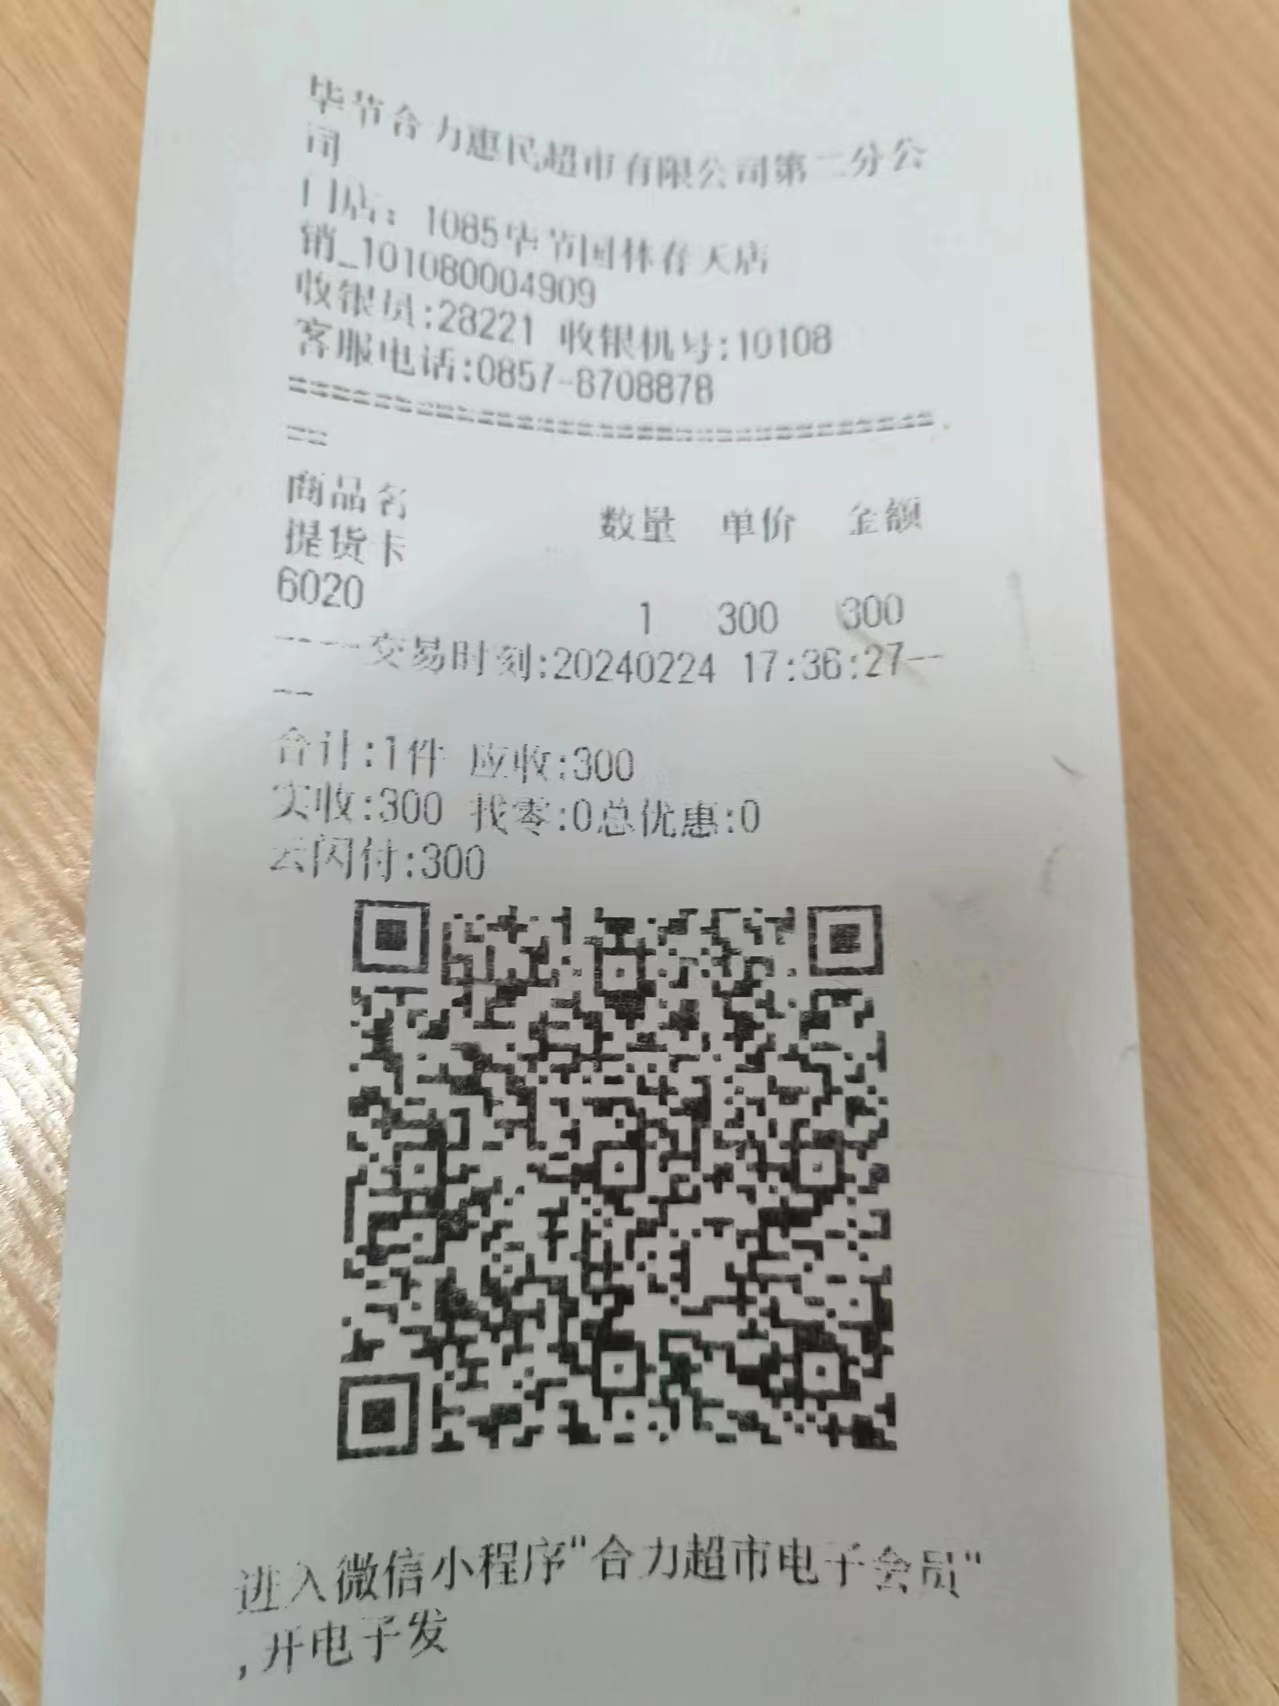 毕节合力惠民超市有限公司第二分公
司
门店：1085毕节园林春天店
销_101080004909
收银员:28221 收银机号:10108
客服电话:0857-8708878
==============================
==
商品名 数量 单价 金额
提货卡
6020 1 300 300
----交易时刻:20240224 17:36:27--
--
合计:1件 应收:300
实收:300 找零:0总优惠:0
云闪付:300
进入微信小程序"合力超市电子会员"
,开电子发